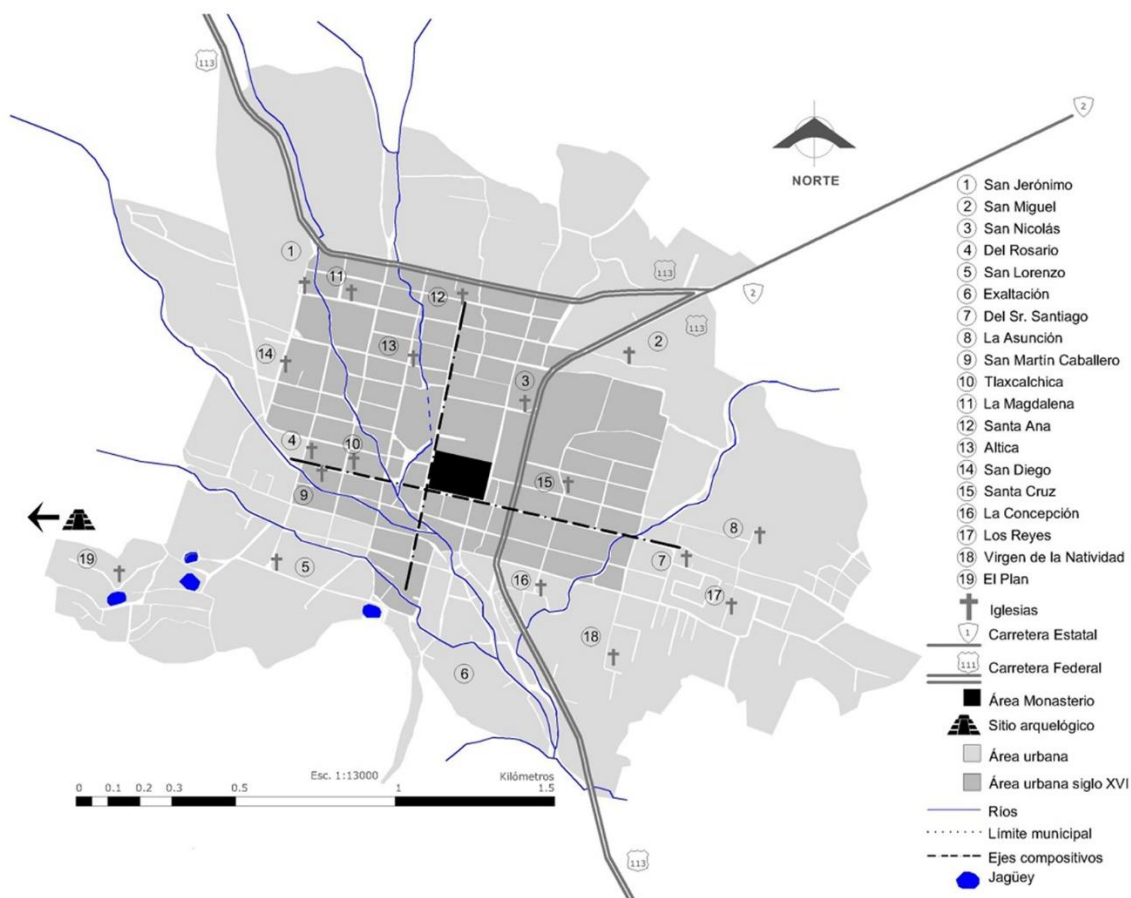 113
2
NORTE
1
11
12
113
2
113
2
14
13
3
4
10
9
15
8
7
19
5
16
17
18
6
113
① San Jerónimo
② San Miguel
③ San Nicolás
④ Del Rosario
⑤ San Lorenzo
⑥ Exaltación
⑦ Del Sr. Santiago
⑧ La Asunción
⑨ San Martín Caballero
⑩ Tlaxcalchica
⑪ La Magdalena
⑫ Santa Ana
⑬ Altica
⑭ San Diego
⑮ Santa Cruz
⑯ La Concepción
⑰ Los Reyes
⑱ Virgen de la Natividad
⑲ El Plan
Iglesias
1 Carretera Estatal
111 Carretera Federal
Área Monasterio
Sitio arquelógico
Área urbana
Área urbana siglo XVI
Ríos
Límite municipal
Ejes compositivos
Jagüey
Esc. 1:13000 Kilómetros
0 0.1 0.2 0.3 0.5 1 1.5